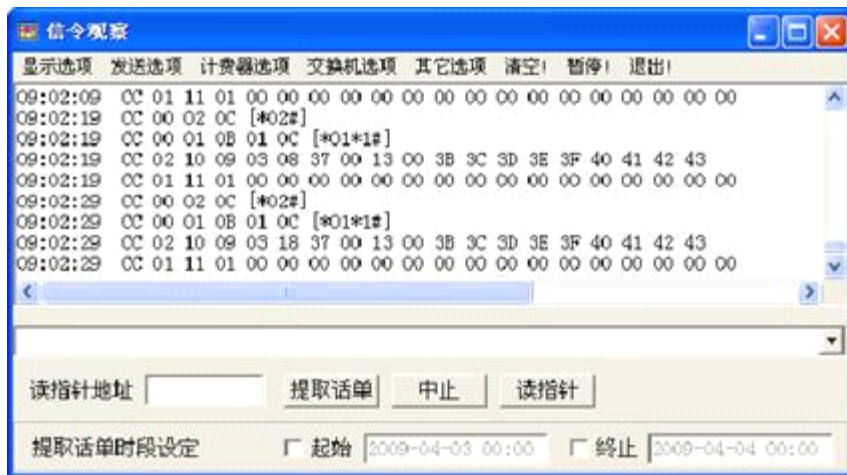 信令观察
显示选项 发送选项 计费器选项 交换机选项 其它选项 清空! 暂停! 退出!
09:02:09 CC 01 11 01 00 00 00 00 00 00 00 00 00 00 00 00 00 00 00 00
09:02:19 CC 00 02 0C [*02#]
09:02:19 CC 00 01 0B 01 0C [*01*1#]
09:02:19 CC 02 10 09 03 08 37 00 13 00 3B 3C 3D 3E 3F 40 41 42 43
09:02:19 CC 01 11 01 00 00 00 00 00 00 00 00 00 00 00 00 00 00 00 00
09:02:29 CC 00 02 0C [*02#]
09:02:29 CC 00 01 0B 01 0C [*01*1#]
09:02:29 CC 02 10 09 03 18 37 00 13 00 3B 3C 3D 3E 3F 40 41 42 43
09:02:29 CC 01 11 01 00 00 00 00 00 00 00 00 00 00 00 00 00 00 00 00
读指针地址 提取话单 中止 读指针
提取话单时段设定 起始 2009-04-03 00:00 终止 2009-04-04 00:00